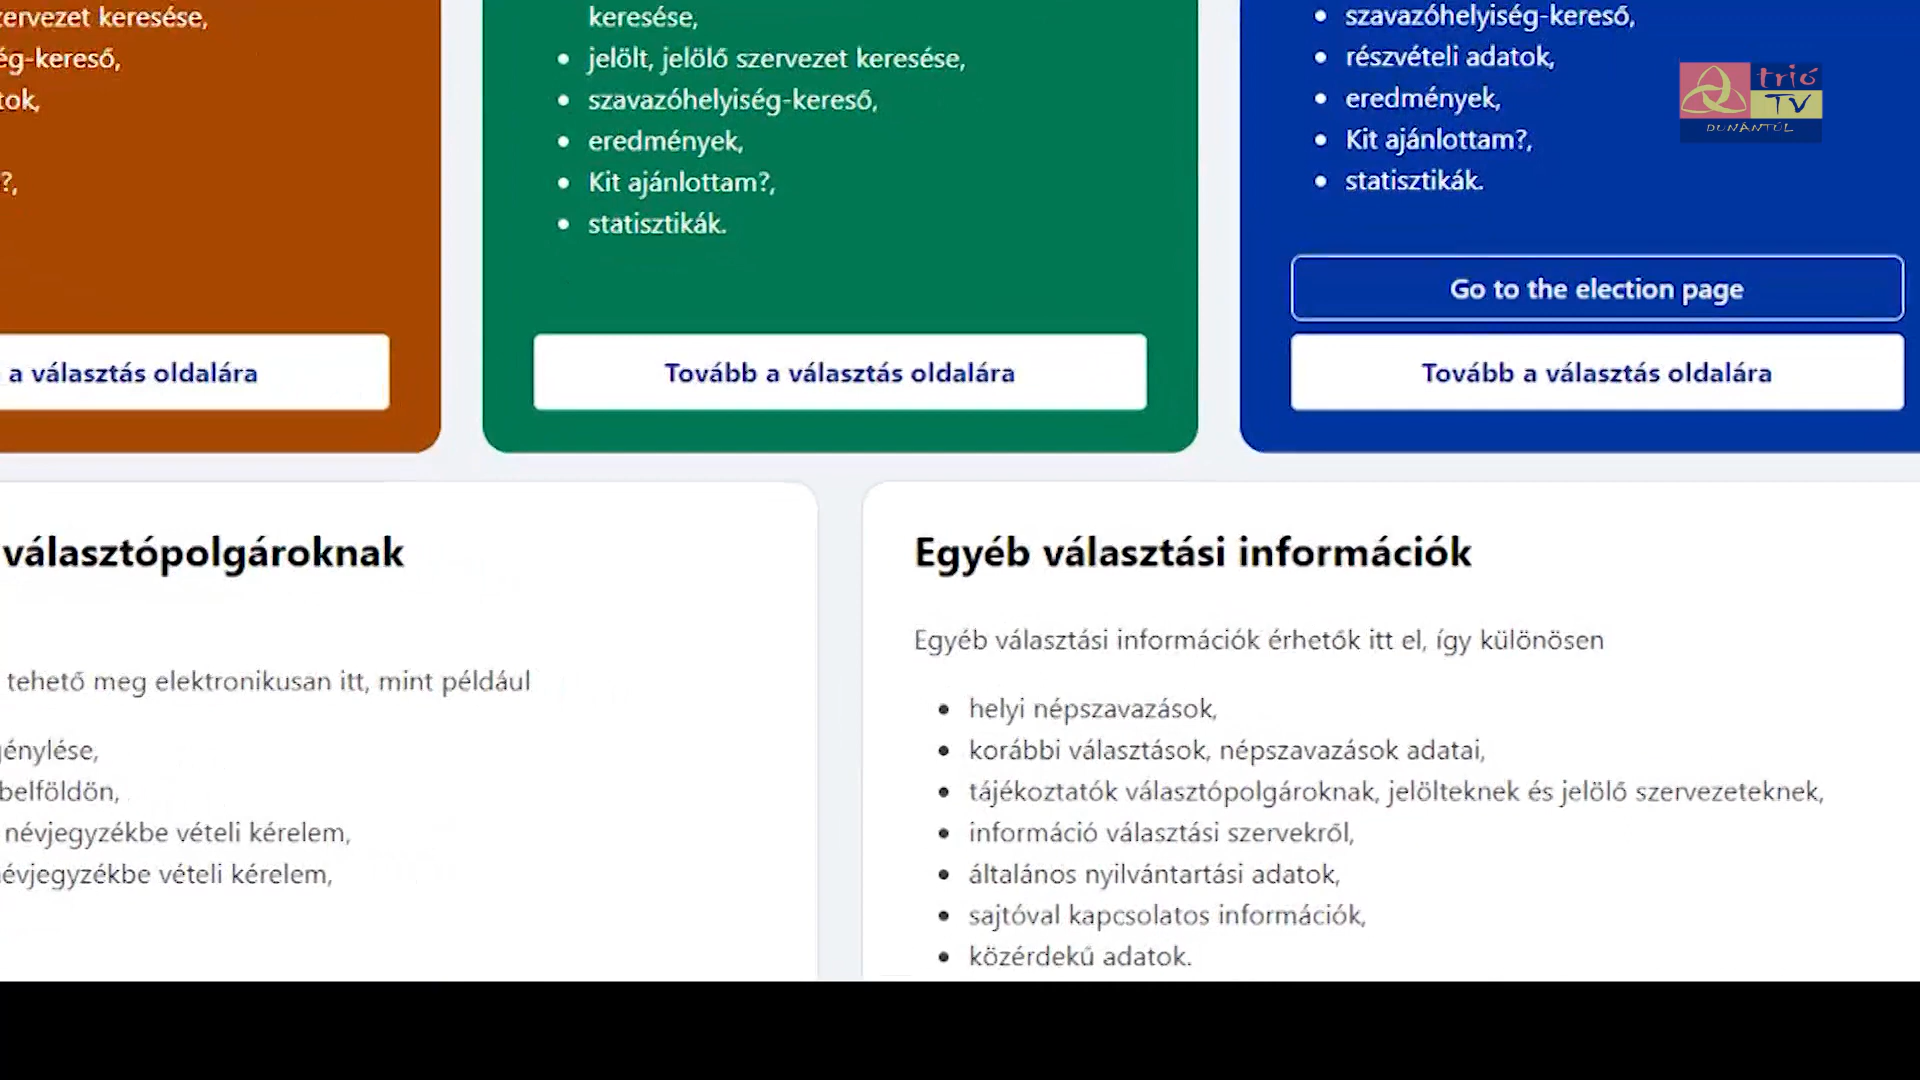 ervezet keresése,
ég-kereső,
tok,
?,
a választás oldalára
keresése,
jelölt, jelölő szervezet keresése,
szavazóhelyiség-kereső,
eredmények,
Kit ajánlottam?,
statisztikák.
Tovább a választás oldalára
szavazóhelyiség-kereső,
részvételi adatok,
eredmények,
Kit ajánlottam?,
statisztikák.
Go to the election page
Tovább a választás oldalára
trió
TV
DUNÁNTÚL
választópolgároknak
tehető meg elektronikusan itt, mint például
génylése,
belföldön,
névjegyzékbe vételi kérelem,
névjegyzékbe vételi kérelem,
Egyéb választási információk
Egyéb választási információk érhetők itt el, így különösen
helyi népszavazások,
korábbi választások, népszavazások adatai,
tájékoztatók választópolgároknak, jelölteknek és jelölő szervezeteknek,
információ választási szervekről,
általános nyilvántartási adatok,
sajtóval kapcsolatos információk,
közérdekű adatok.